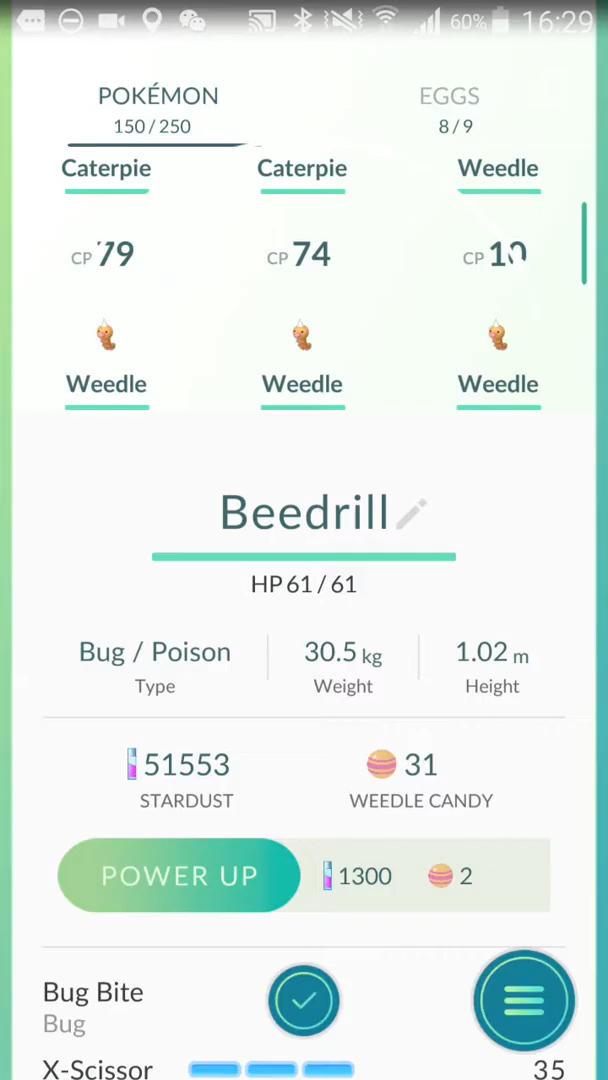 60% 16:29
POKÉMON EGGS
150 / 250 8 / 9
Caterpie Caterpie Weedle
CP 79 CP 74 CP 10
Weedle Weedle Weedle
Beedrill
HP 61 / 61
Bug / Poison 30.5 kg 1.02 m
Type Weight Height
51553 31
STARDUST WEEDLE CANDY
POWER UP 1300 2
Bug Bite
Bug
X-Scissor 35